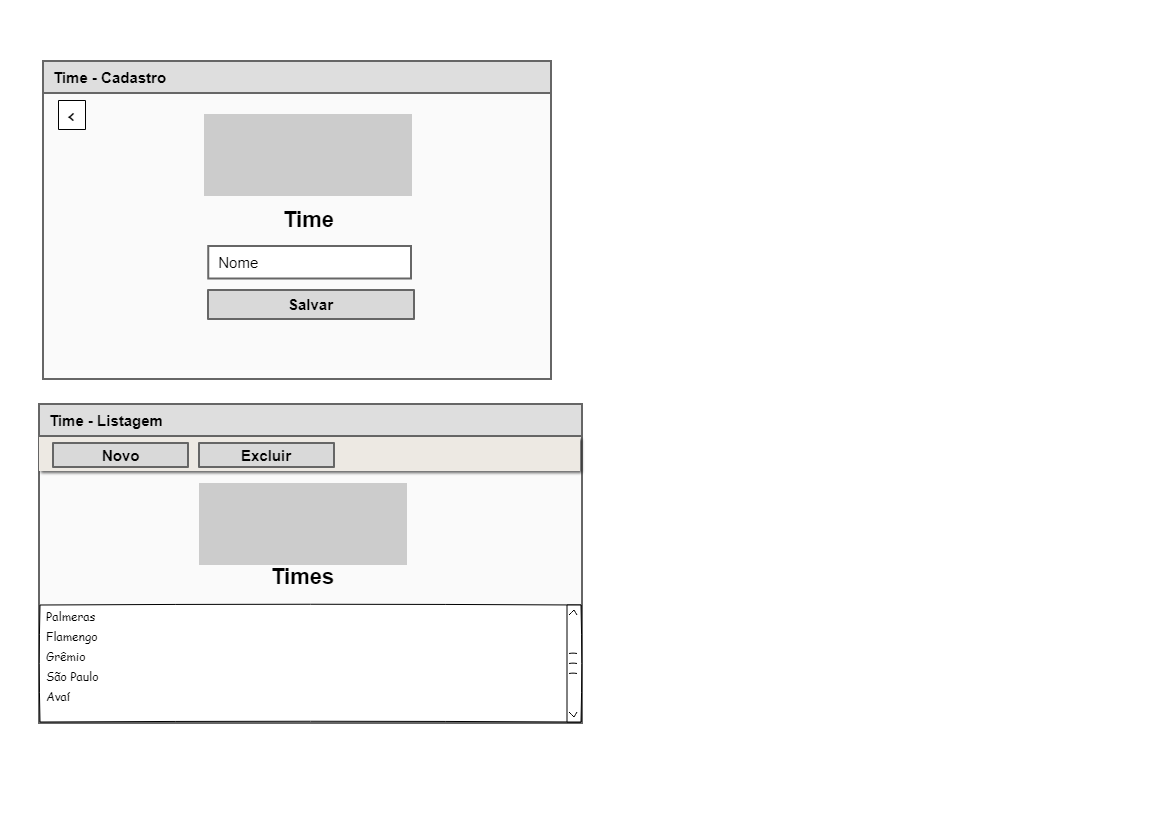 Time - Cadastro
<
Time
Nome
Salvar
Time - Listagem
Novo Excluir
Times
Palmeras
Flamengo
Grêmio
São Paulo
Avaí